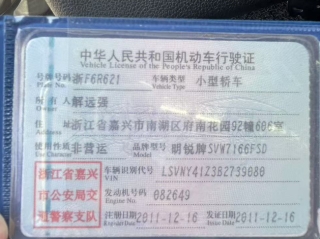 中华人民共和国机动车行驶证
Vehicle License of the People's Republic of China
号牌号码 浙F6R621 车辆类型 小型轿车
Plate No. Vehicle Type
所有人 解远强
Owner
住址 浙江省嘉兴市南湖区府南花园92幢606室
Address
使用性质 非营运 品牌型号 明锐牌SVW7166FSD
Use Character Model
浙江省嘉兴市公安局交通警察支队
车辆识别代号 LSVNY41Z3B2739080
VIN
发动机号码 082649
Engine No.
注册日期 2011-12-16 发证日期 2011-12-16
Register Date Issue Date